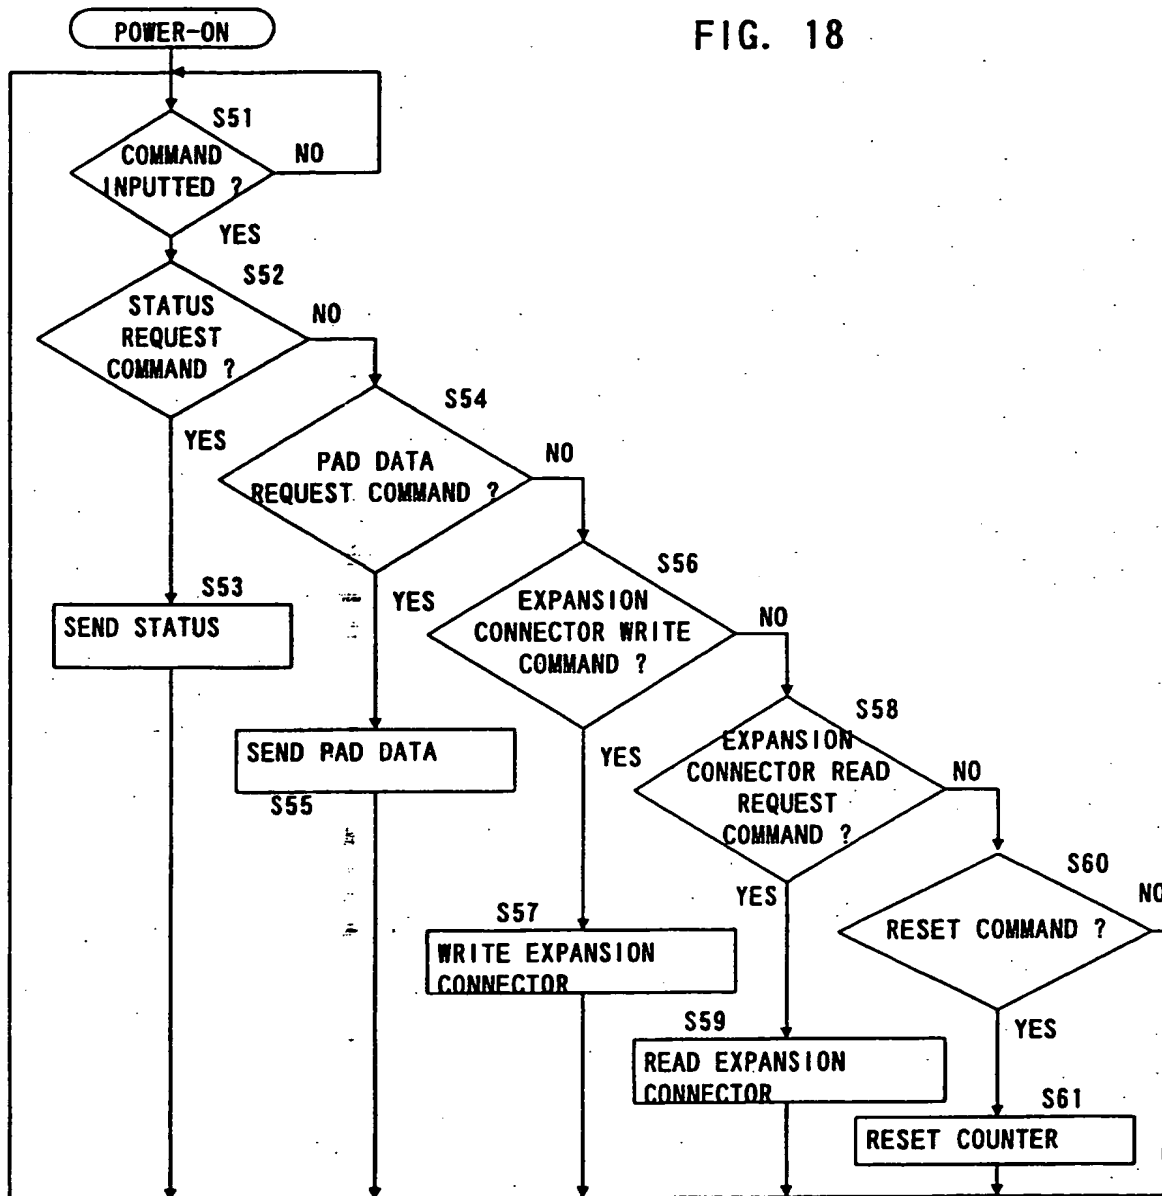 POWER-ON
FIG. 18
S51
COMMAND
INPUTTED ?
NO
YES
S52
STATUS
REQUEST
COMMAND ?
NO
YES
S54
PAD DATA
REQUEST COMMAND ?
NO
YES
S53
SEND STATUS
S56
EXPANSION
CONNECTOR WRITE
COMMAND ?
NO
YES
SEND PAD DATA
S55
S58
EXPANSION
CONNECTOR READ
REQUEST
COMMAND ?
NO
YES
S57
WRITE EXPANSION
CONNECTOR
S60
RESET COMMAND ?
NO
YES
S59
READ EXPANSION
CONNECTOR
S61
RESET COUNTER